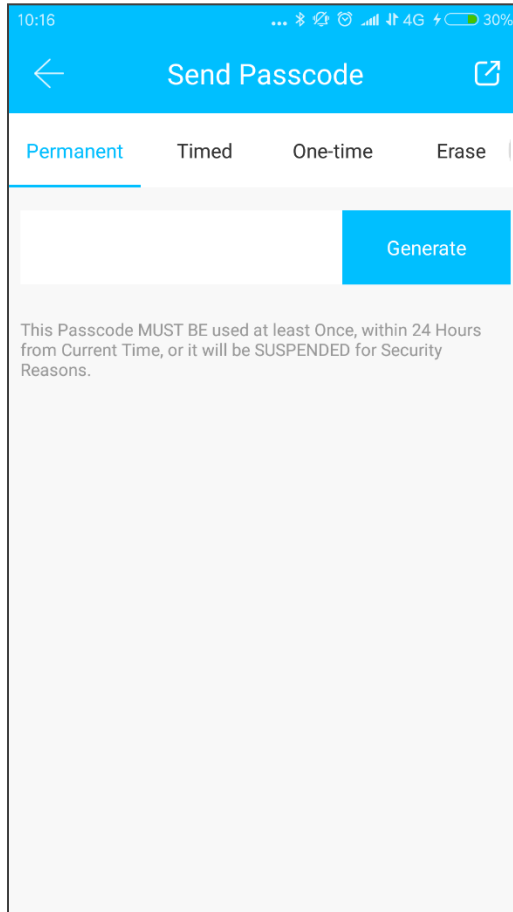 10:16 ... 4G 30%
Send Passcode
Permanent Timed One-time Erase
Generate
This Passcode MUST BE used at least Once, within 24 Hours
from Current Time, or it will be SUSPENDED for Security
Reasons.